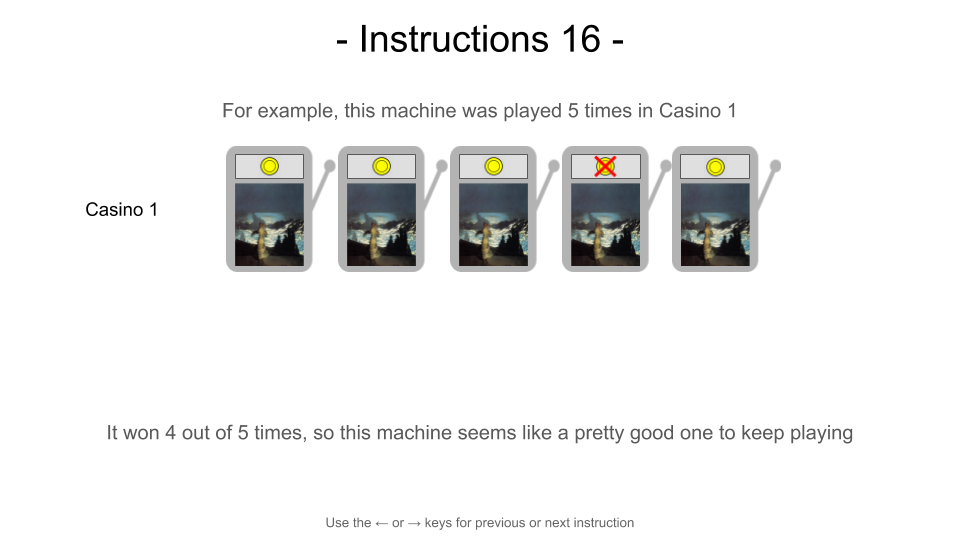 - Instructions 16 -
For example, this machine was played 5 times in Casino 1
Casino 1
It won 4 out of 5 times, so this machine seems like a pretty good one to keep playing
Use the ← or → keys for previous or next instruction